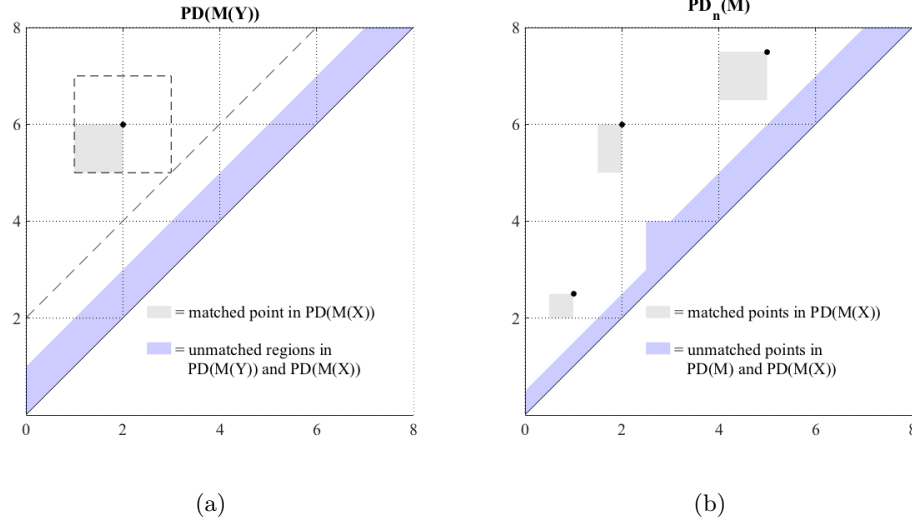 PD(M(Y))
8
6
4
2
0 2 4 6 8
= matched point in PD(M(X))
= unmatched regions in
PD(M(Y)) and PD(M(X))
(a)
PDn(M)
8
6
4
2
0 2 4 6 8
= matched points in PD(M(X))
= unmatched points in
PD(M) and PD(M(X))
(b)